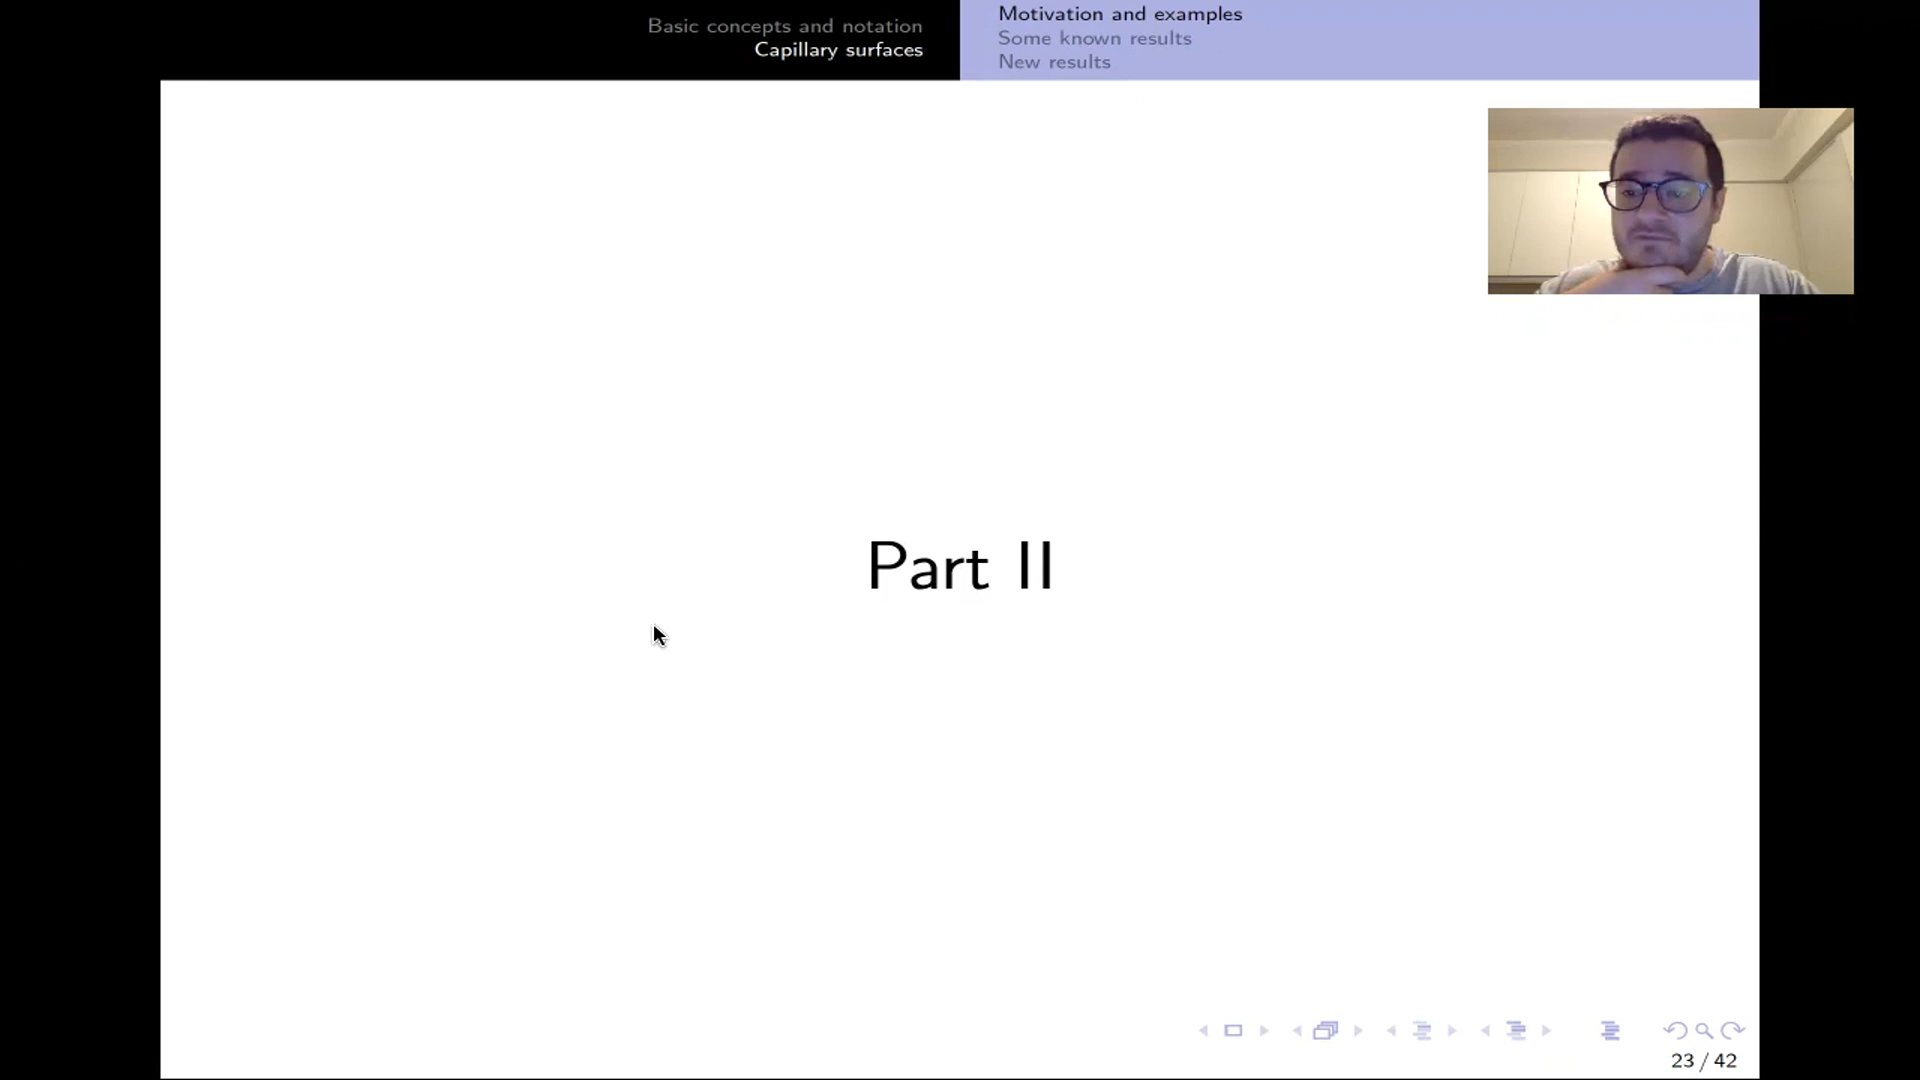 Basic concepts and notation
Capillary surfaces
Motivation and examples
Some known results
New results
Part II
23 / 42